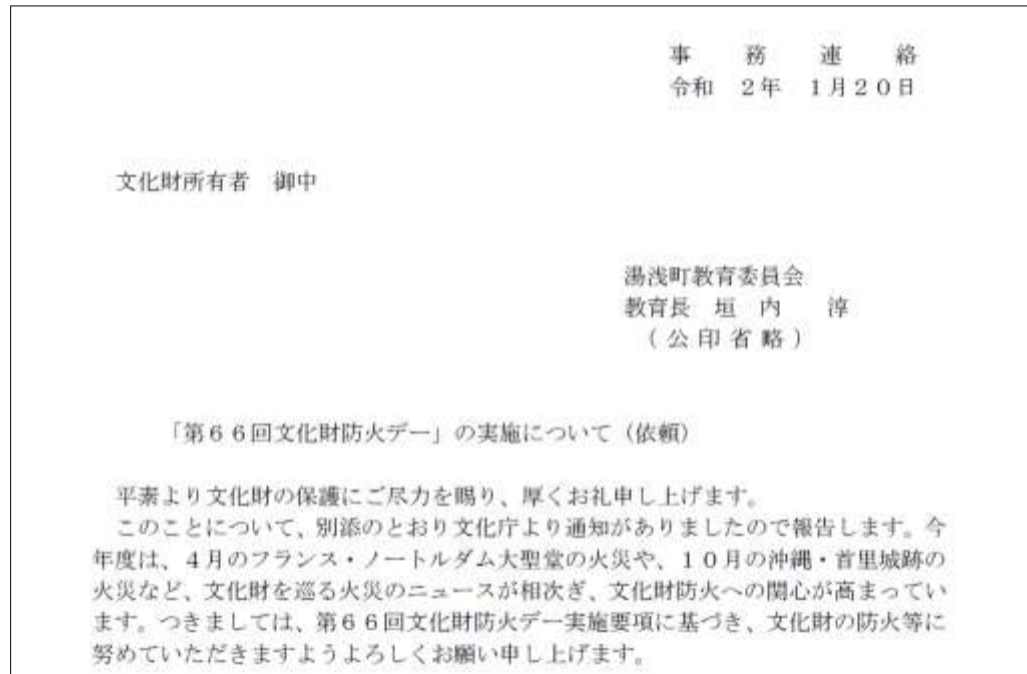 事　務　連　絡
令和　２年　１月２０日
文化財所有者　御中
湯浅町教育委員会
教育長　垣　内　　淳
（公印省略）
「第６６回文化財防火デー」の実施について（依頼）
平素より文化財の保護にご尽力を賜り、厚くお礼申し上げます。
このことについて、別添のとおり文化庁より通知がありましたので報告します。今
年度は、４月のフランス・ノートルダム大聖堂の火災や、１０月の沖縄・首里城跡の
火災など、文化財を巡る火災のニュースが相次ぎ、文化財防火への関心が高まってい
ます。つきましては、第６６回文化財防火デー実施要項に基づき、文化財の防火等に
努めていただきますようよろしくお願い申し上げます。